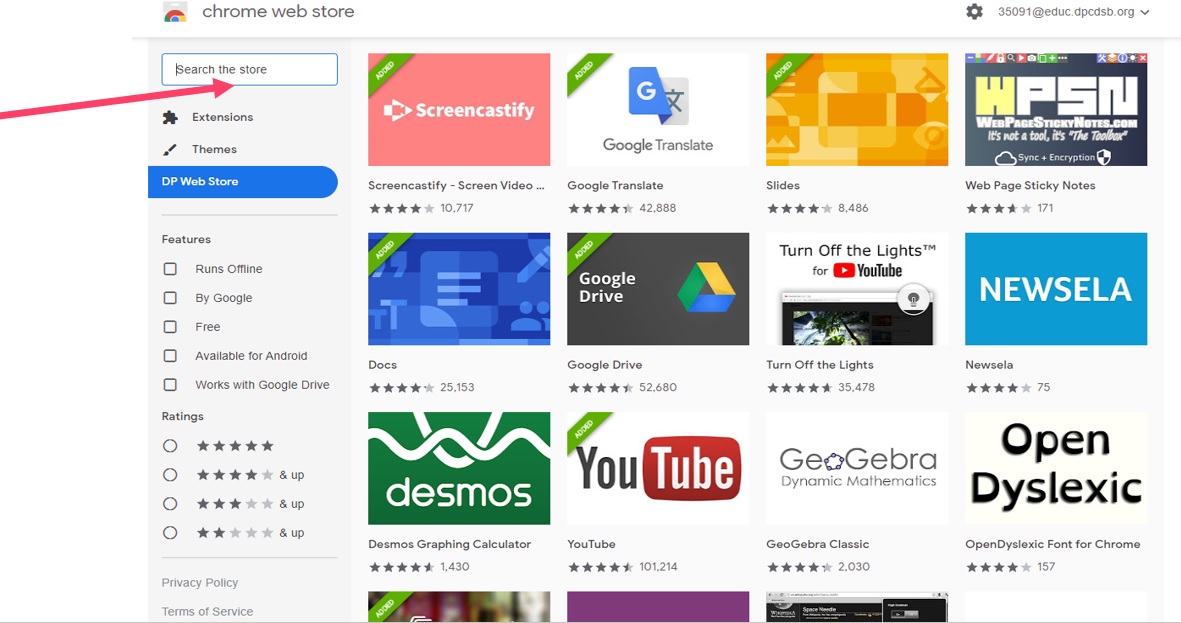 chrome web store
35091@educ.dpcdsb.org
Search the store
Extensions
Themes
DP Web Store
Features
Runs Offline
By Google
Free
Available for Android
Works with Google Drive
Ratings
& up
& up
& up
Privacy Policy
Terms of Service
ADDED
Screencastify
Screencastify - Screen Video ...
10,717
ADDED
G
Google Translate
Google Translate
42,888
ADDED
Slides
8,486
WPSN
WebPageStickyNotes.com
It's not a tool, it's "The Toolbox"
Sync + Encryption
Web Page Sticky Notes
171
ADDED
Docs
25,153
ADDED
Google
Drive
Google Drive
52,680
Turn Off the Lights™
for YouTube
Turn Off the Lights
35,478
NEWSELA
Newsela
75
desmos
Desmos Graphing Calculator
1,430
ADDED
YouTube
YouTube
101,214
GeoGebra
Dynamic Mathematics
GeoGebra Classic
2,030
Open
Dyslexic
OpenDyslexic Font for Chrome
157
ADDED
WIKIPEDIA
Space Needle